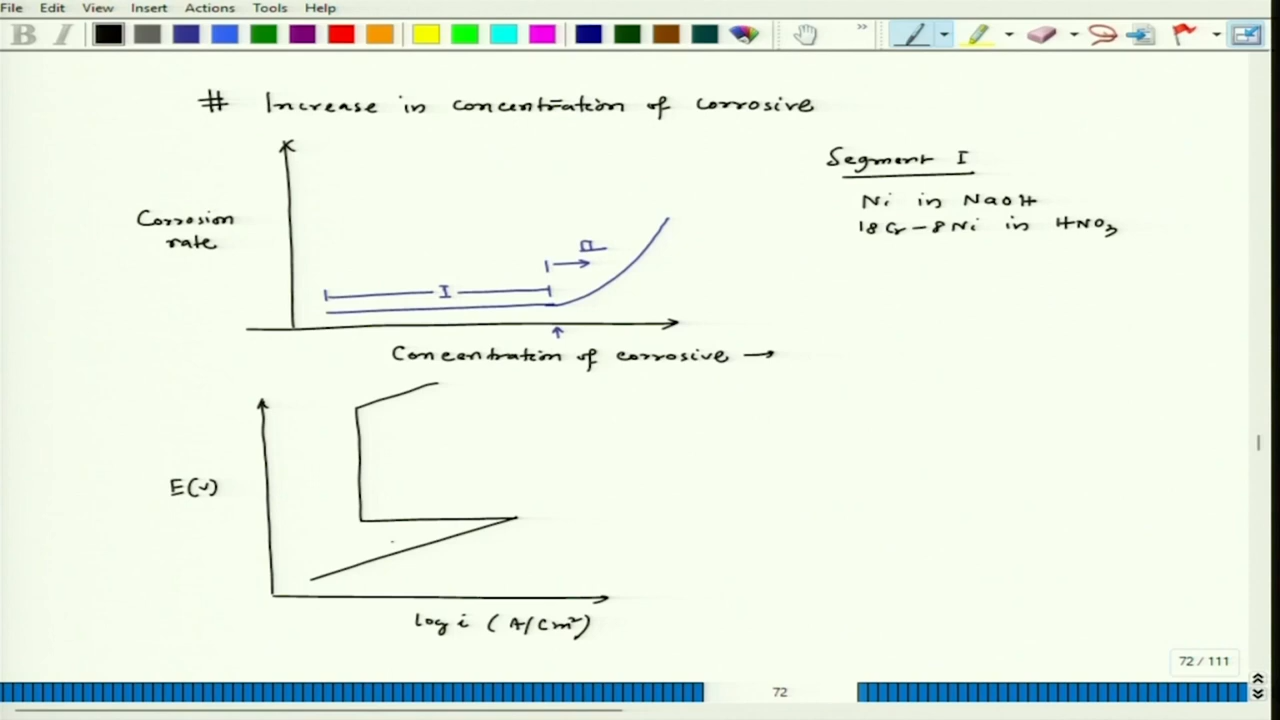 File Edit View Insert Actions Tools Help
B I
# Increase in concentration of corrosive
Corrosion
rate
I
II
Concentration of corrosive
Segment I
Ni in NaOH
18Cr-8Ni in HNO3
E(V)
log i (A/cm²)
72 / 111
72